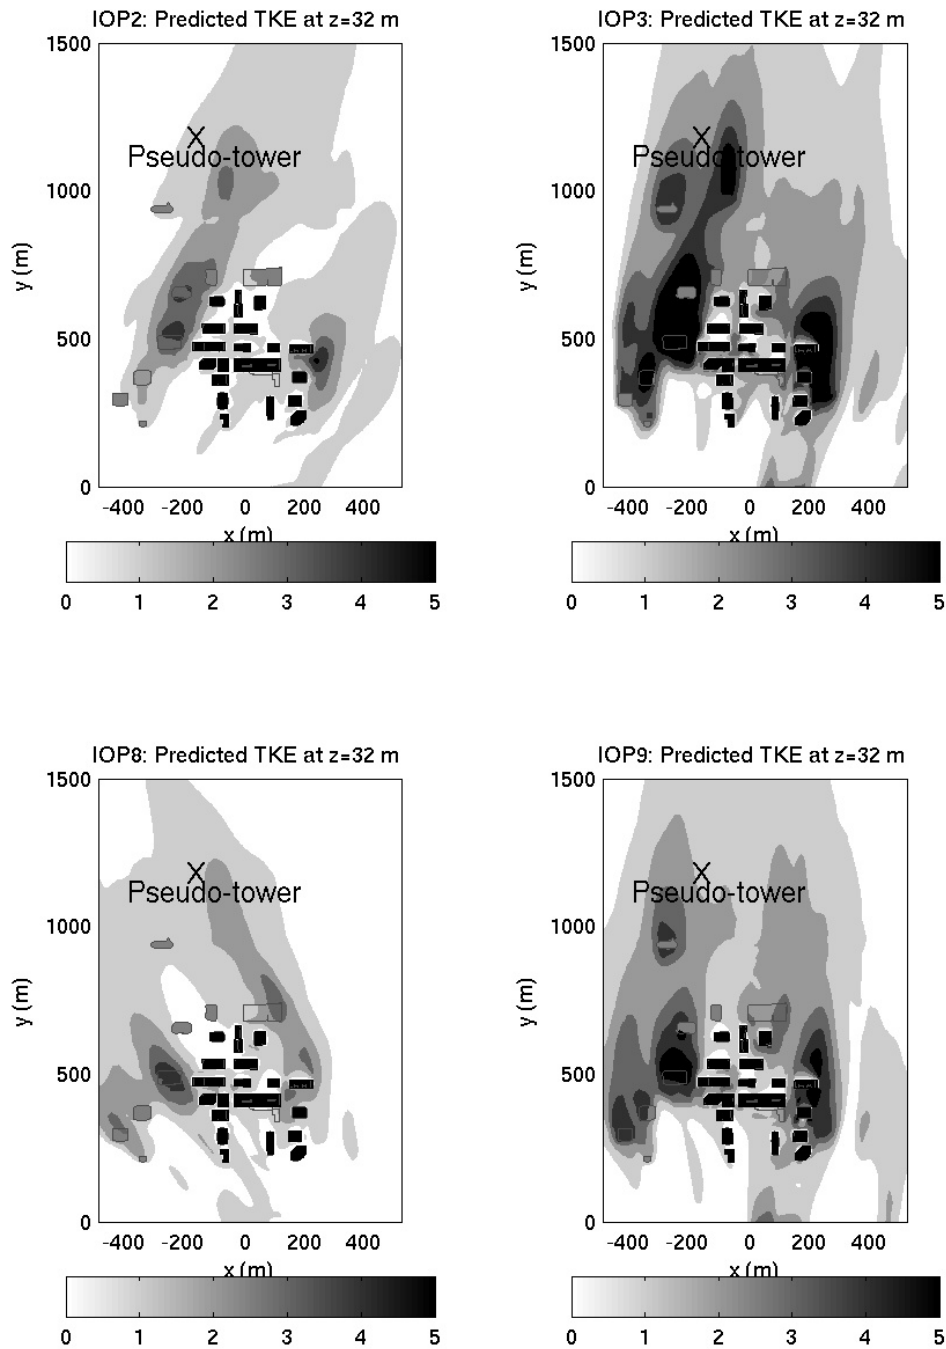 IOP2: Predicted TKE at z=32 m
1500
1000
500
0
y (m)
X
Pseudo-tower
-400 -200 0 200 400
x (m)
0 1 2 3 4 5
IOP3: Predicted TKE at z=32 m
1500
1000
500
0
y (m)
X
Pseudo-tower
-400 -200 0 200 400
x (m)
0 1 2 3 4 5
IOP8: Predicted TKE at z=32 m
1500
1000
500
0
y (m)
X
Pseudo-tower
-400 -200 0 200 400
x (m)
0 1 2 3 4 5
IOP9: Predicted TKE at z=32 m
1500
1000
500
0
y (m)
X
Pseudo-tower
-400 -200 0 200 400
x (m)
0 1 2 3 4 5